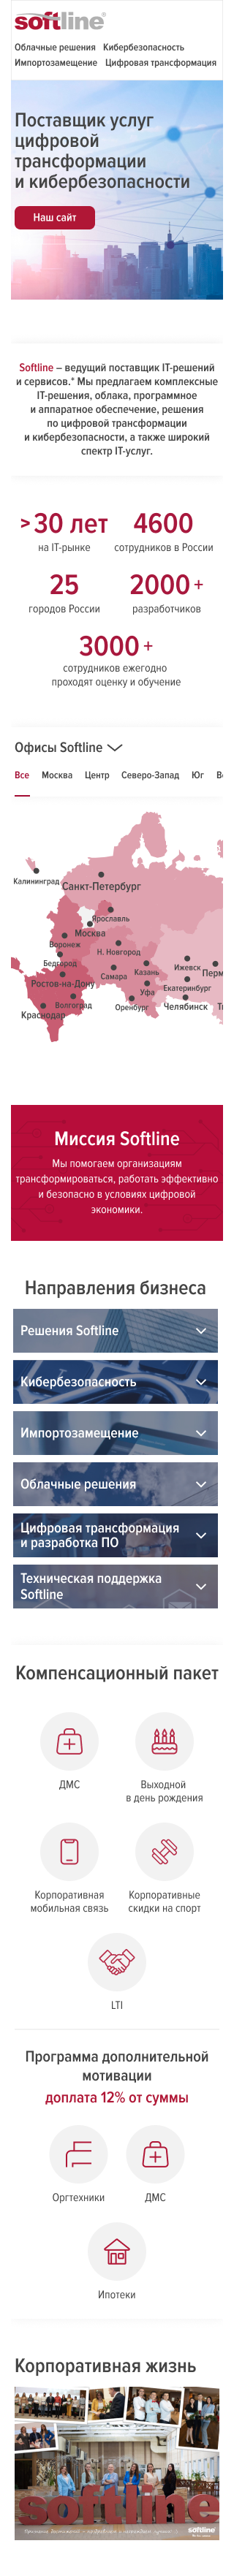 softline®
Облачные решения Кибербезопасность
Импортозамещение Цифровая трансформация
Поставщик услуг
цифровой
трансформации
и кибербезопасности
Наш сайт
Softline – ведущий поставщик IT-решений
и сервисов.* Мы предлагаем комплексные
IT-решения, облака, программное
и аппаратное обеспечение, решения
по цифровой трансформации
и кибербезопасности, а также широкий
спектр IT-услуг.
> 30 лет 4600
на IT-рынке сотрудников в России
25 2000 +
городов России разработчиков
3000 +
сотрудников ежегодно
проходят оценку и обучение
Офисы Softline
Все Москва Центр Северо-Запад Юг
Калининград
Санкт-Петербург
Ярославль
Москва
Воронеж
Н. Новгород
Белгород
Ижевск
Казань
Самара
Перм
Ростов-на-Дону
Екатеринбург
Уфа
Волгоград
Оренбург
Челябинск
Краснодар
Миссия Softline
Мы помогаем организациям
трансформироваться, работать эффективно
и безопасно в условиях цифровой
экономики.
Направления бизнеса
Решения Softline
Кибербезопасность
Импортозамещение
Облачные решения
Цифровая трансформация
и разработка ПО
Техническая поддержка
Softline
Компенсационный пакет
ДМС Выходной
в день рождения
Корпоративная Корпоративные
мобильная связь скидки на спорт
LTI
Программа дополнительной
мотивации
доплата 12% от суммы
Оргтехники ДМС
Ипотеки
Корпоративная жизнь
softline
softline